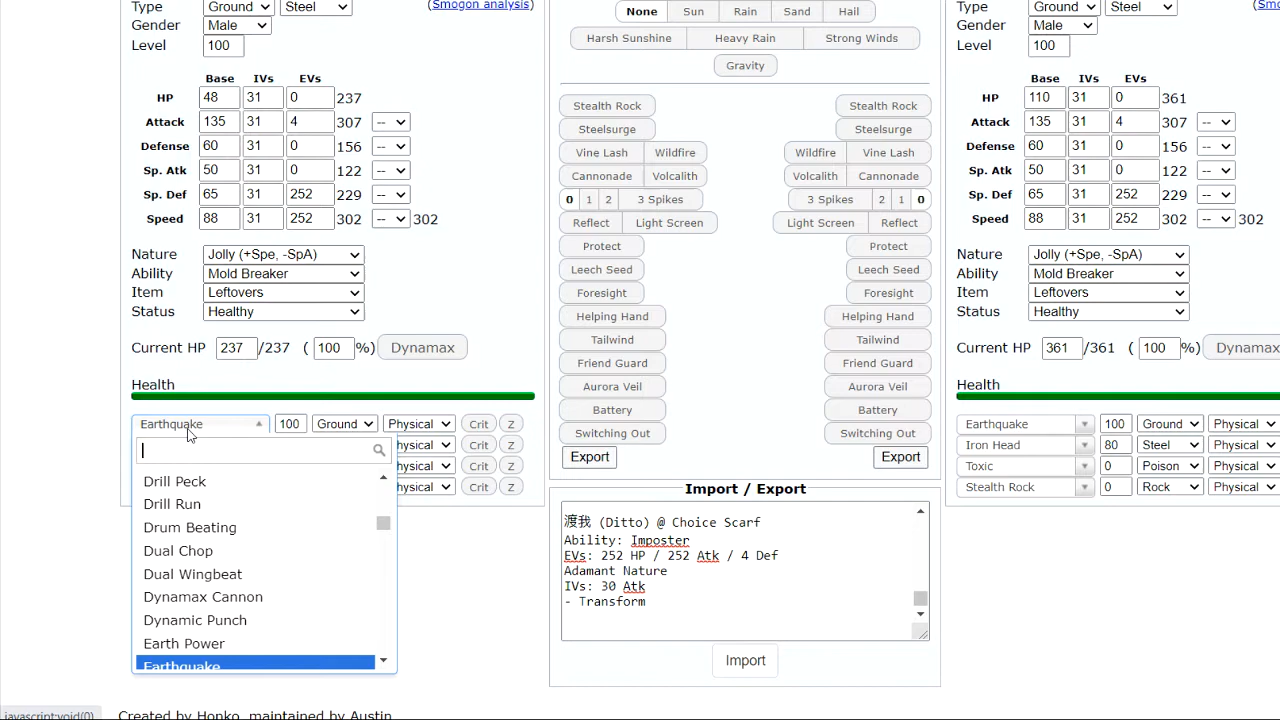 Type Ground Steel (Smogon analysis)
Gender Male
Level 100
Base IVs EVs
HP 48 31 0 237
Attack 135 31 4 307 --
Defense 60 31 0 156 --
Sp. Atk 50 31 0 122 --
Sp. Def 65 31 252 229 --
Speed 88 31 252 302 -- 302
Nature Jolly (+Spe, -SpA)
Ability Mold Breaker
Item Leftovers
Status Healthy
Current HP 237 /237 ( 100 %) Dynamax
Health
Earthquake 100 Ground Physical Crit Z
hysical Crit Z
hysical Crit Z
hysical Crit Z
Drill Peck
Drill Run
Drum Beating
Dual Chop
Dual Wingbeat
Dynamax Cannon
Dynamic Punch
Earth Power
Earthquake
None Sun Rain Sand Hail
Harsh Sunshine Heavy Rain Strong Winds
Gravity
Stealth Rock Stealth Rock
Steelsurge Steelsurge
Vine Lash Wildfire Wildfire Vine Lash
Cannonade Volcalith Volcalith Cannonade
0 1 2 3 Spikes 3 Spikes 2 1 0
Reflect Light Screen Light Screen Reflect
Protect Protect
Leech Seed Leech Seed
Foresight Foresight
Helping Hand Helping Hand
Tailwind Tailwind
Friend Guard Friend Guard
Aurora Veil Aurora Veil
Battery Battery
Switching Out Switching Out
Export Export
Import / Export
渡我 (Ditto) @ Choice Scarf
Ability: Imposter
EVs: 252 HP / 252 Atk / 4 Def
Adamant Nature
IVs: 30 Atk
- Transform
Import
Type Ground Steel (Smo
Gender Male
Level 100
Base IVs EVs
HP 110 31 0 361
Attack 135 31 4 307 --
Defense 60 31 0 156 --
Sp. Atk 50 31 0 122 --
Sp. Def 65 31 252 229 --
Speed 88 31 252 302 -- 302
Nature Jolly (+Spe, -SpA)
Ability Mold Breaker
Item Leftovers
Status Healthy
Current HP 361 /361 ( 100 %) Dynamax
Health
Earthquake 100 Ground Physical
Iron Head 80 Steel Physical
Toxic 0 Poison Physical
Stealth Rock 0 Rock Physical
javascript:void(0) Created by Honko, maintained by Austin